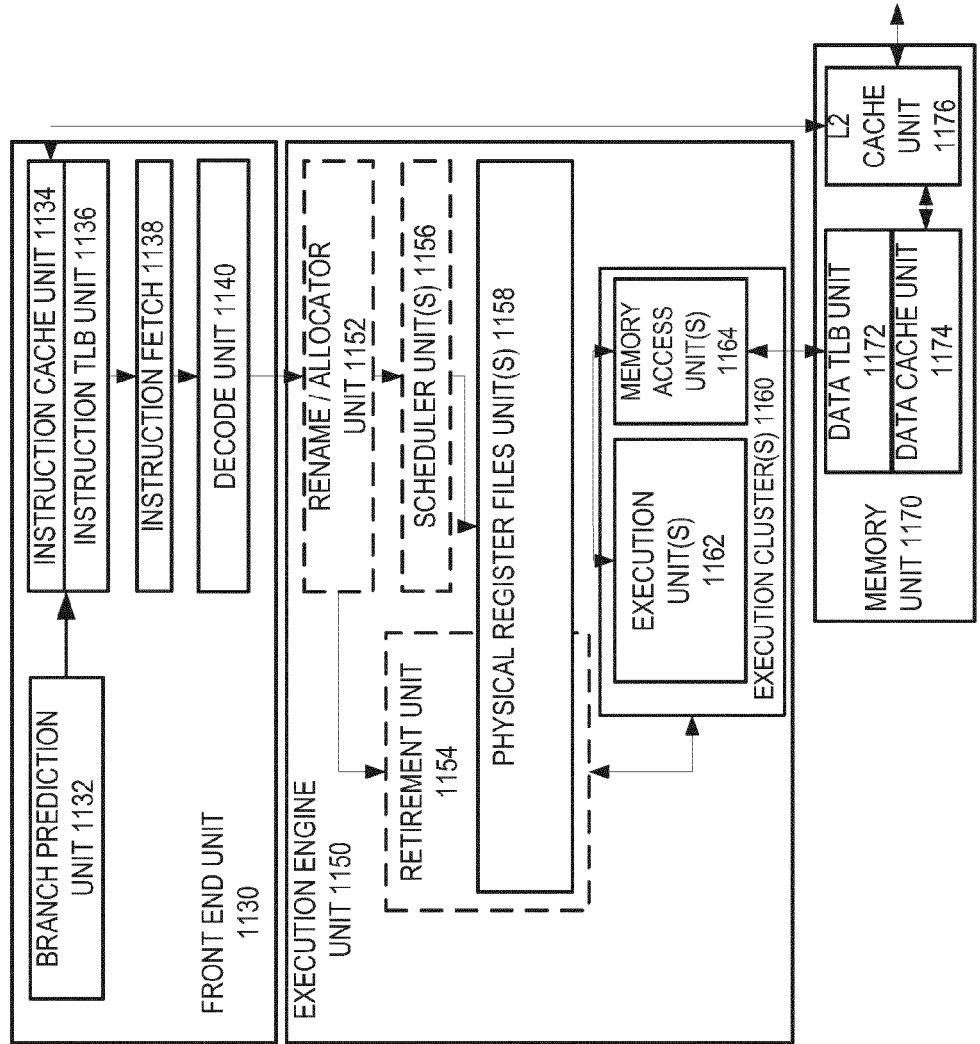 BRANCH PREDICTION
UNIT 1132
INSTRUCTION CACHE UNIT 1134
INSTRUCTION TLB UNIT 1136
INSTRUCTION FETCH 1138
DECODE UNIT 1140
FRONT END UNIT
1130
EXECUTION ENGINE
UNIT 1150
RENAME / ALLOCATOR
UNIT 1152
RETIREMENT UNIT
1154
SCHEDULER UNIT(S) 1156
PHYSICAL REGISTER FILES UNIT(S) 1158
EXECUTION
UNIT(S)
1162
MEMORY
ACCESS
UNIT(S)
1164
EXECUTION CLUSTER(S) 1160
MEMORY
UNIT 1170
DATA TLB UNIT
1172
DATA CACHE UNIT
1174
L2
CACHE
UNIT
1176